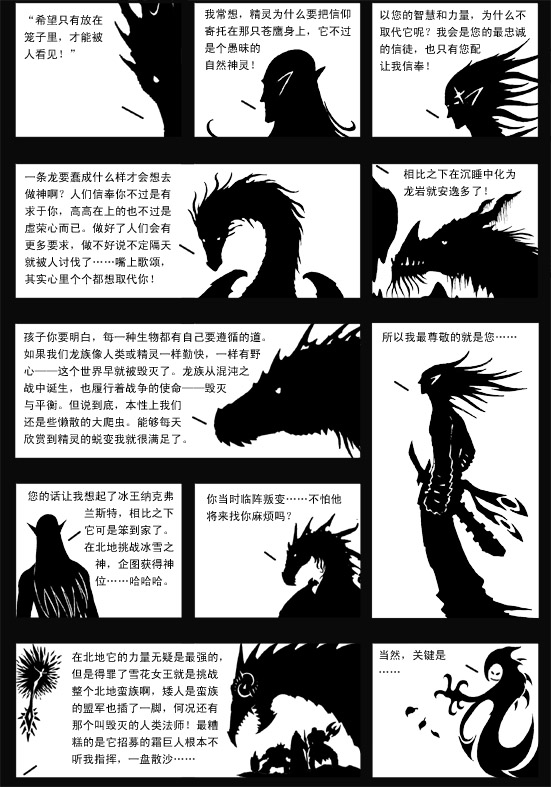 “希望只有放在
笼子里，才能被
人看见！”
我常想，精灵为什么要把信仰
寄托在那只苍鹰身上，它不过
是个愚昧的
自然神灵！
以您的智慧和力量，为什么不
取代它呢？我会是您的最忠诚
的信徒，也只有您配
让我信奉！
一条龙要蠢成什么样才会想去
做神啊？人们信奉你不过是有
求于你，高高在上的也不过是
虚荣心而已。做好了人们会有
更多要求，做不好说不定隔天
就被人讨伐了……嘴上歌颂，
其实心里个个都想取代你！
相比之下在沉睡中化为
龙岩就安逸多了！
孩子你要明白，每一种生物都有自己要遵循的道。
如果我们龙族像人类或精灵一样勤快，一样有野
心——这个世界早就被毁灭了。龙族从混沌之
战中诞生，也履行着战争的使命——毁灭
与平衡。但说到底，本性上我们
还是些懒散的大爬虫。能够每天
欣赏到精灵的蜕变我就很满足了。
所以我最尊敬的就是您……
您的话让我想起了冰王纳克弗
兰斯特，相比之下
它可是笨到家了。
在北地挑战冰雪之
神，企图获得神
位……哈哈哈。
你当时临阵叛变……不怕他
将来找你麻烦吗？
在北地它的力量无疑是最强的，
但是得罪了雪花女王就是挑战
整个北地蛮族啊，矮人是蛮族
的盟军也插了一脚，何况还有
那个叫毁灭的人类法师！最糟
糕的是它招募的霜巨人根本不
听我指挥，一盘散沙……
当然，关键是
……